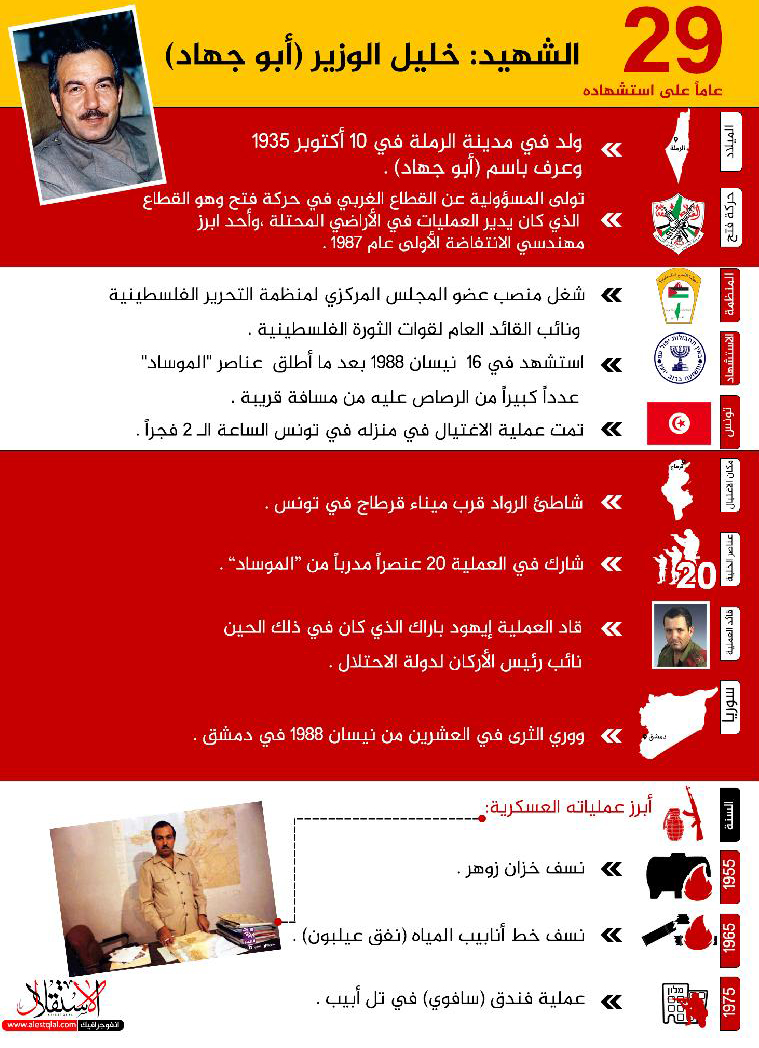 29
عاماً على استشهاده
الشهيد: خليل الوزير (أبو جهاد)
الميلاد
الرملة
ولد في مدينة الرملة في 10 أكتوبر 1935
وعرف باسم (أبو جهاد) .
حركة فتح
تولى المسؤولية عن القطاع الغربي في حركة فتح وهو القطاع
الذي كان يدير العمليات في الأراضي المحتلة ،وأحد ابرز
مهندسي الانتفاضة الأولى عام 1987 .
المنظمة
شغل منصب عضو المجلس المركزي لمنظمة التحرير الفلسطينية
ونائب القائد العام لقوات الثورة الفلسطينية .
الاستشهاد
استشهد في 16 نيسان 1988 بعد ما أطلق عناصر "الموساد"
عدداً كبيراً من الرصاص عليه من مسافة قريبة .
تونس
تمت عملية الاغتيال في منزله في تونس الساعة الـ 2 فجراً .
مكان الاغتيال
قرطاج
شاطئ الرواد قرب ميناء قرطاج في تونس .
عناصر الخلية
20
شارك في العملية 20 عنصراً مدرباً من ”الموساد“ .
قائد العملية
قاد العملية إيهود باراك الذي كان في ذلك الحين
نائب رئيس الأركان لدولة الاحتلال .
سوريا
دمشق
ووري الثرى في العشرين من نيسان 1988 في دمشق .
السنة
أبرز عملياته العسكرية:
1955
نسف خزان زوهر .
1965
نسف خط أنابيب المياه (نفق عيلبون) .
1975
מלון
عملية فندق (سافوي) في تل أبيب .
الاستقلال
انفوجرافيك www.alestqlal.com